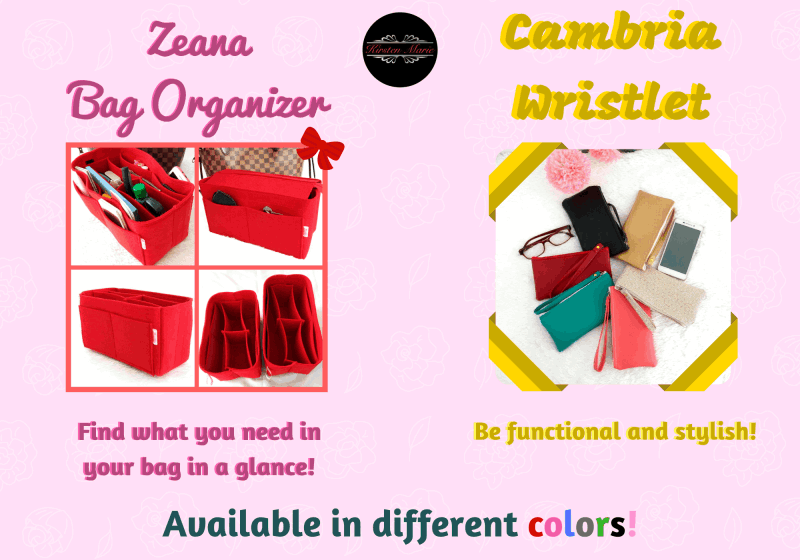 Zeana
Bag Organizer
Kirsten Marie
Cambria
Wristlet
Find what you need in
your bag in a glance!
Be functional and stylish!
Available in different colors!